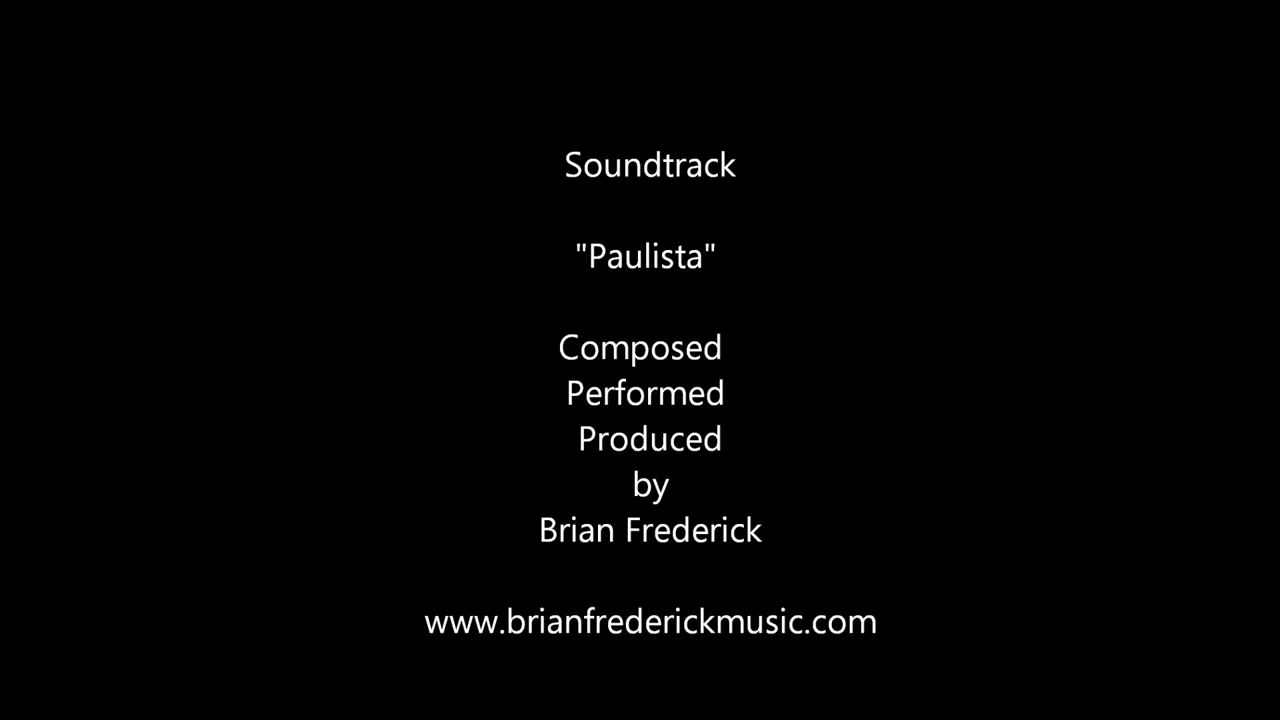 Soundtrack
"Paulista"
Composed
Performed
Produced
by
Brian Frederick
www.brianfrederickmusic.com